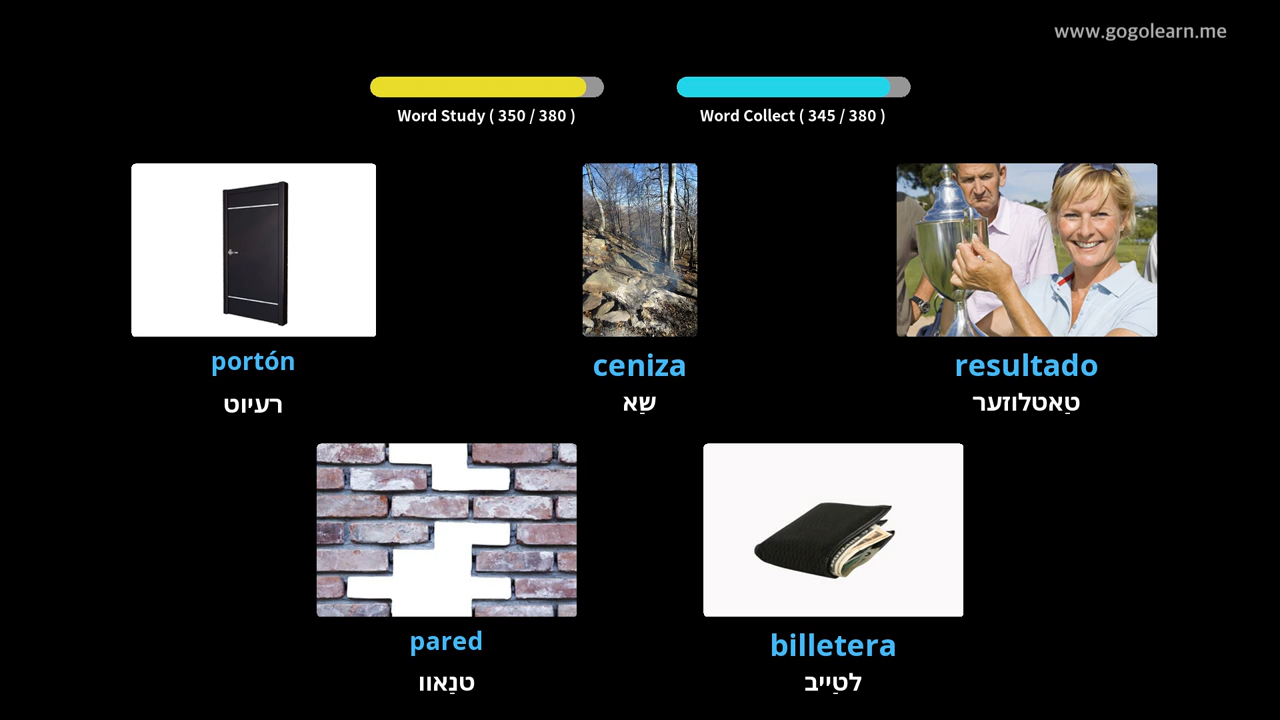 www.gogolearn.me
Word Study ( 350 / 380 )
Word Collect ( 345 / 380 )
portón
רעיוט
ceniza
שַא
resultado
טַאטלוזער
pared
טנַאוו
billetera
לטַייב